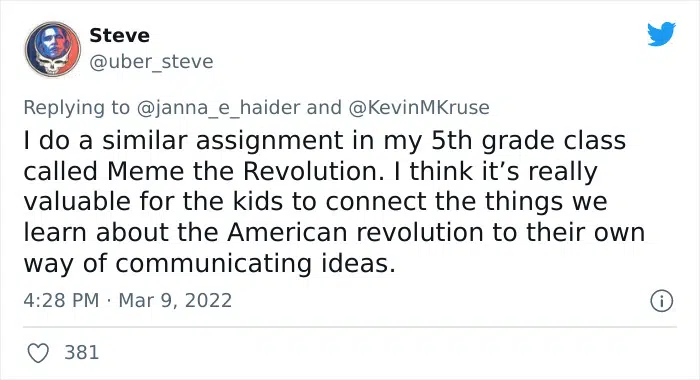 Steve
@uber_steve
Replying to @janna_e_haider and @KevinMKruse
I do a similar assignment in my 5th grade class
called Meme the Revolution. I think it’s really
valuable for the kids to connect the things we
learn about the American revolution to their own
way of communicating ideas.
4:28 PM · Mar 9, 2022
381